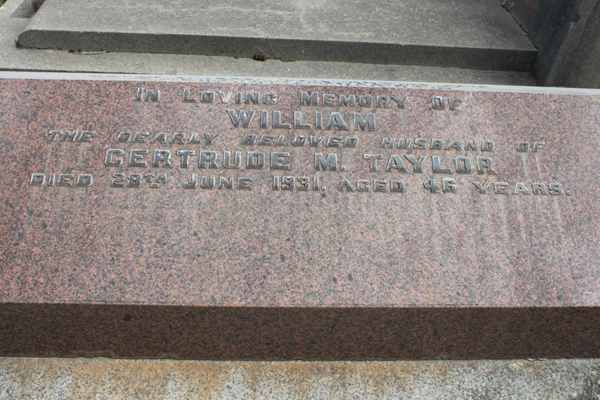 In Loving Memory of
WILLIAM
THE DEARLY BELOVED HUSBAND OF
GERTRUDE M. TAYLOR
DIED 28TH JUNE 1931, AGED 46 YEARS.